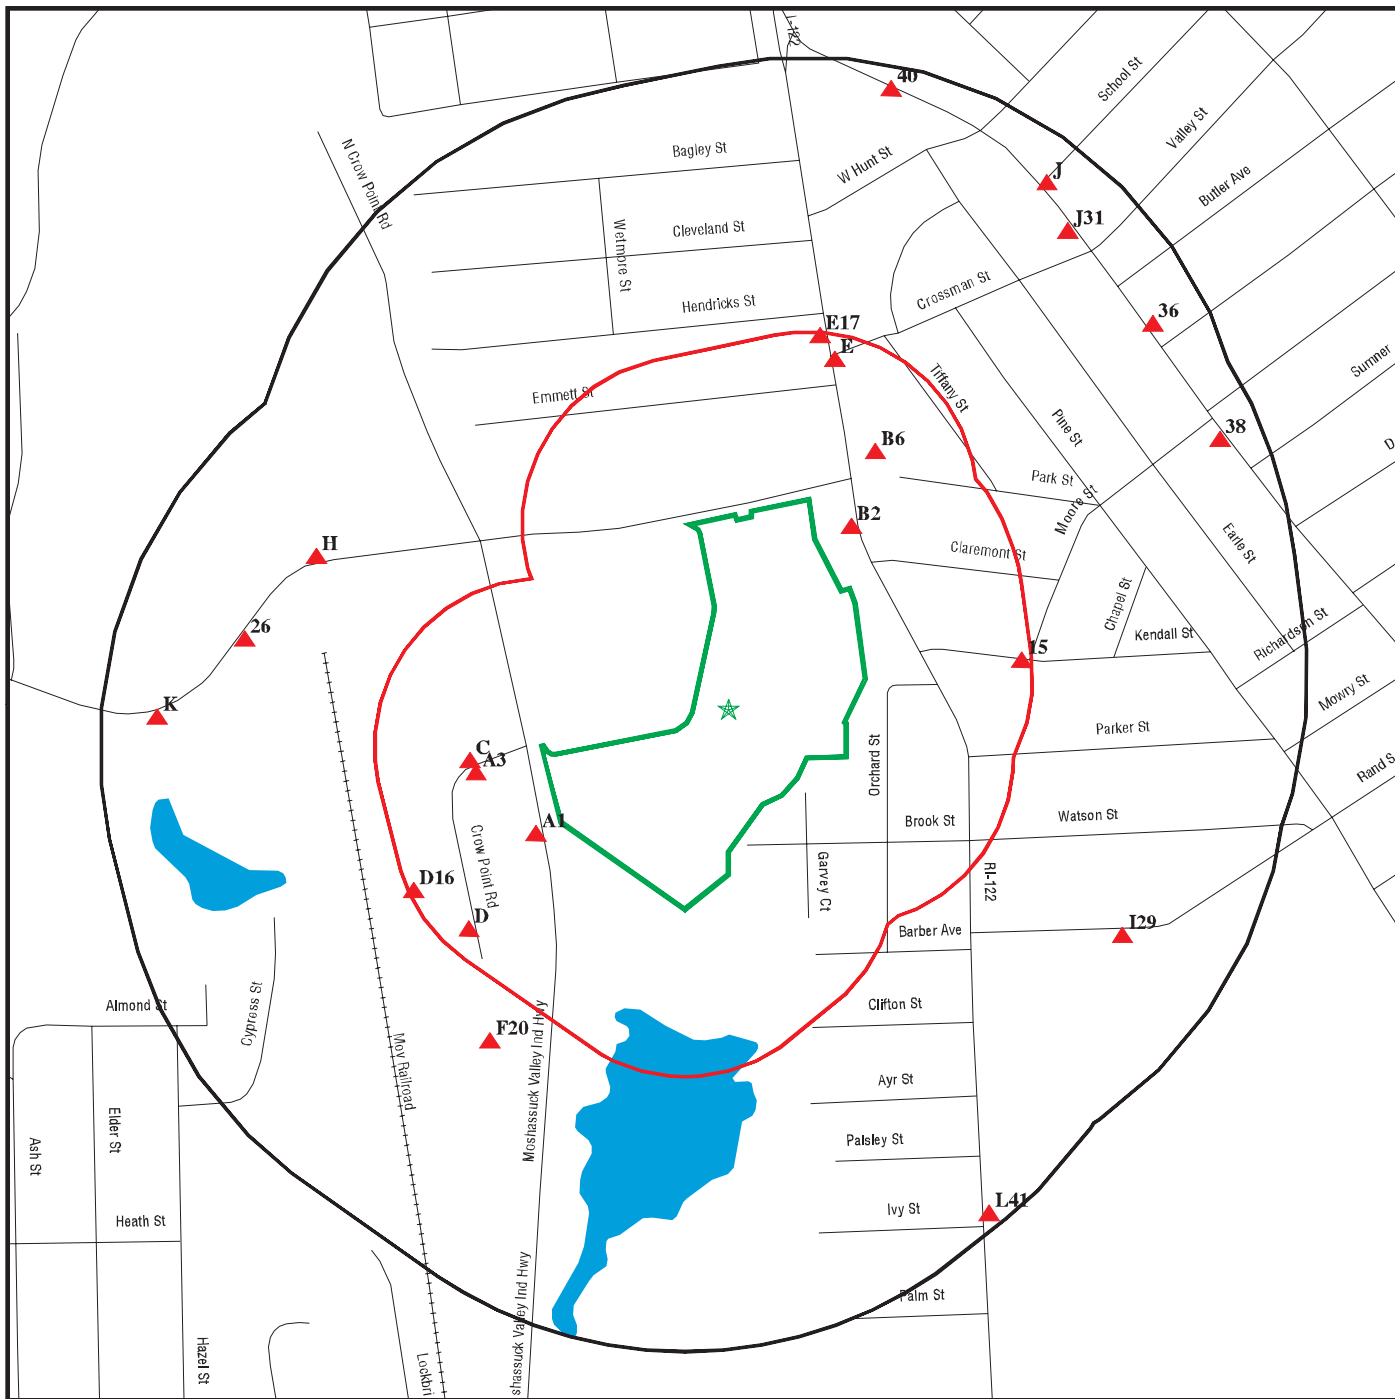 L-122
40
School St
Valley St
N Crow Point Rd
Bagley St
W Hunt St
J
Butler Ave
Wetmore St
Cleveland St
J31
Crossman St
Hendricks St
E17
36
E
Sumner
Emmett St
Tiffany St
Pine St
38
D
B6
Park St
Moore St
B2
Earle St
H
Claremont St
Chapel St
26
Kendall St
Richardson St
15
K
Mowry St
Parker St
Orchard St
C
A3
Rand S
A1
Brook St
Watson St
Crow Point Rd
Garvey Ct
RI-122
D16
D
Barber Ave
I29
Almond St
Cypress St
Clifton St
F20
Moshassuck Valley Ind Hwy
Mov Railroad
Ayr St
Elder St
Ash St
Palsley St
Heath St
Ivy St
L41
shassuck Valley Ind Hwy
Palm St
Hazel St
Lockbri